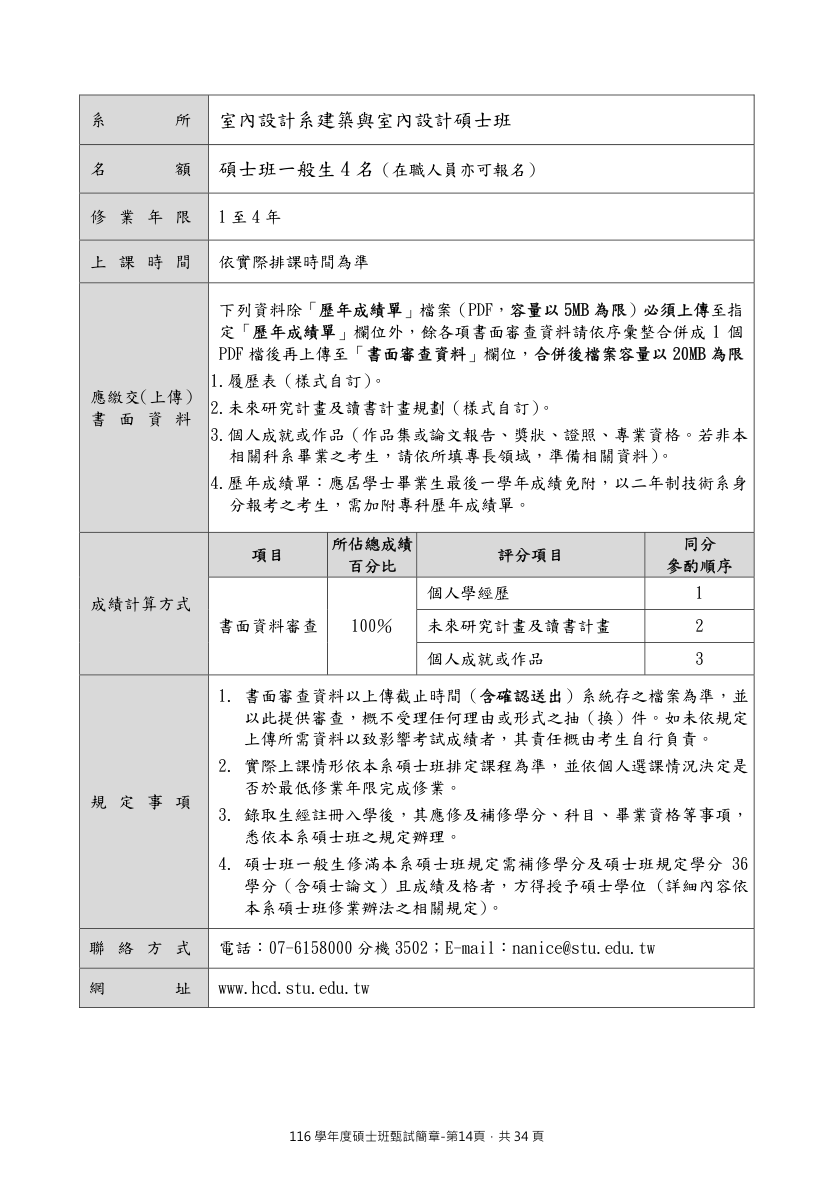 系所 室內設計系建築與室內設計碩士班
名額 碩士班一般生 4 名（在職人員亦可報名）
修業年限 1 至 4 年
上課時間 依實際排課時間為準
應繳交(上傳)
書面資料
下列資料除「歷年成績單」檔案（PDF，容量以 5MB 為限）必須上傳至指
定「歷年成績單」欄位外，餘各項書面審查資料請依序彙整合併成 1 個
PDF 檔後再上傳至「書面審查資料」欄位，合併後檔案容量以 20MB 為限
1.履歷表（樣式自訂）。
2.未來研究計畫及讀書計畫規劃（樣式自訂）。
3.個人成就或作品（作品集或論文報告、獎狀、證照、專業資格。若非本
相關科系畢業之考生，請依所填專長領域，準備相關資料）。
4.歷年成績單：應屆學士畢業生最後一學年成績免附，以二年制技術系身
分報考之考生，需加附專科歷年成績單。
成績計算方式
項目 所佔總成績 評分項目 同分
百分比 參酌順序
書面資料審查 100%
個人學經歷 1
未來研究計畫及讀書計畫 2
個人成就或作品 3
規定事項
1. 書面審查資料以上傳截止時間（含確認送出）系統存之檔案為準，並
以此提供審查，概不受理任何理由或形式之抽（換）件。如未依規定
上傳所需資料以致影響考試成績者，其責任概由考生自行負責。
2. 實際上課情形依本系碩士班排定課程為準，並依個人選課情況決定是
否於最低修業年限完成修業。
3. 錄取生經註冊入學後，其應修及補修學分、科目、畢業資格等事項，
悉依本系碩士班之規定辦理。
4. 碩士班一般生修滿本系碩士班規定需補修學分及碩士班規定學分 36
學分（含碩士論文）且成績及格者，方得授予碩士學位（詳細內容依
本系碩士班修業辦法之相關規定）。
聯絡方式 電話：07-6158000 分機 3502；E-mail：nanice@stu.edu.tw
網址 www.hcd.stu.edu.tw
116 學年度碩士班甄試簡章-第14頁，共 34 頁